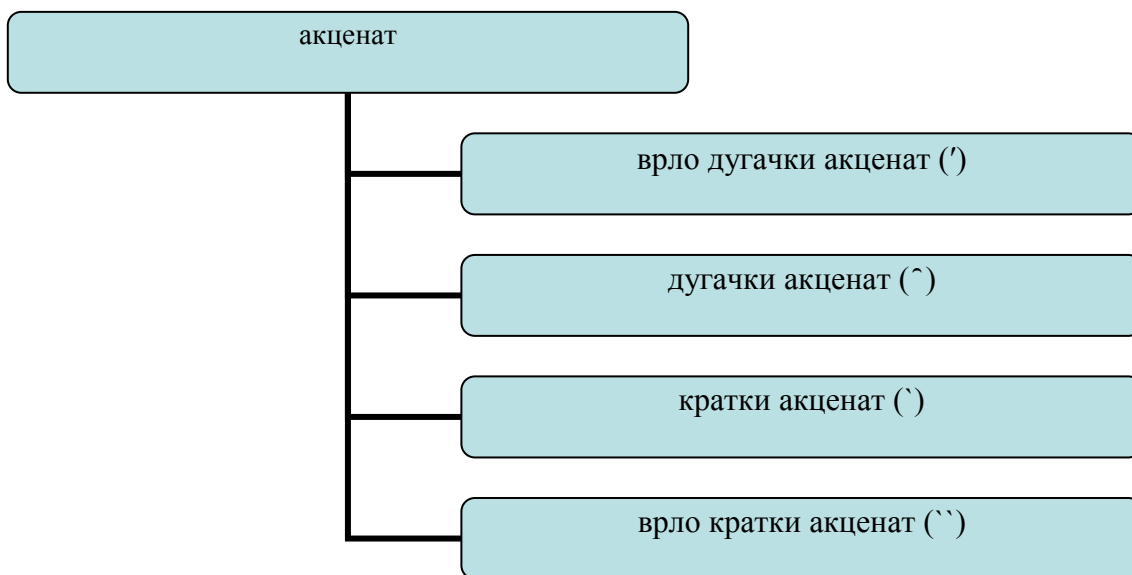 акценат
врло дугачки акценат (′)
дугачки акценат (ˆ)
кратки акценат (`)
врло кратки акценат (``)